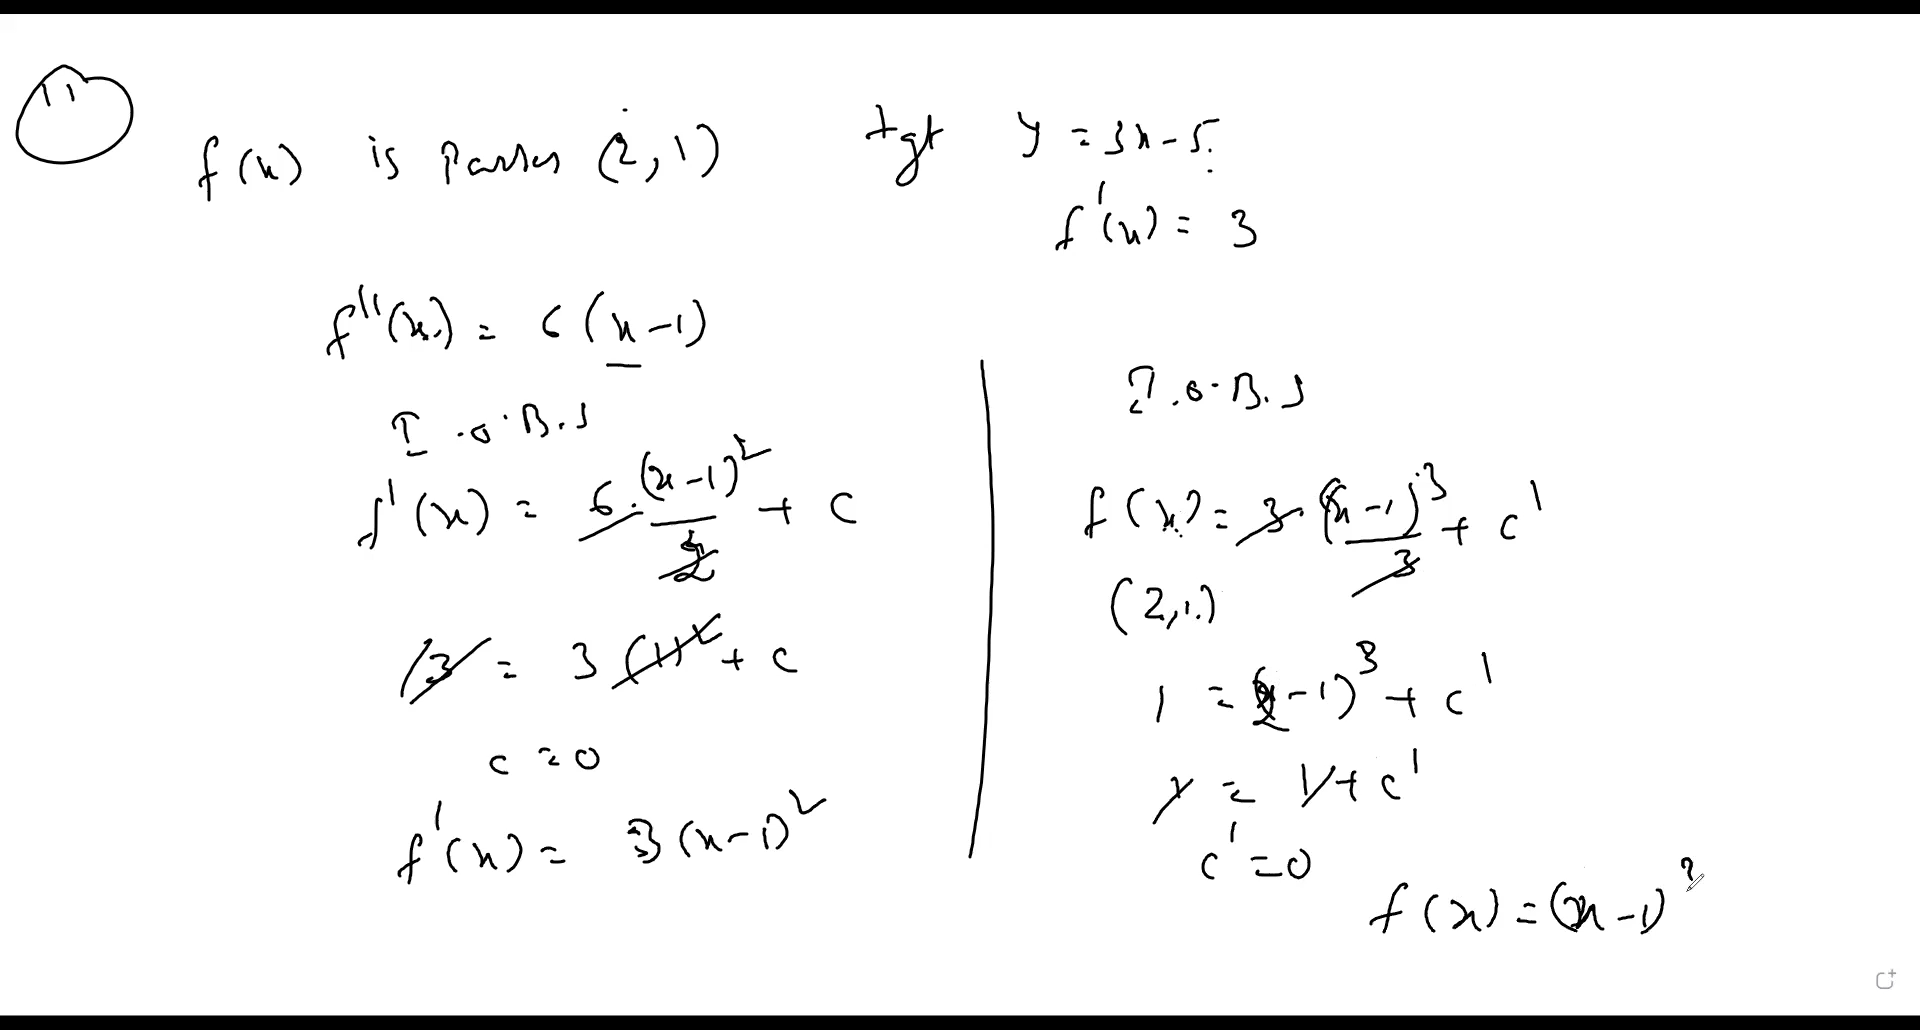 11
f(x) is passes (2,1) tgt y = 3x - 5.
f'(x) = 3
f''(x) = 6(x-1)
I.O.B.S
f'(x) = 6.(x-1)^2/2 + c
3 = 3(1)^2 + c
c = 0
f'(x) = 3(x-1)^2
I.O.B.S
f(x) = 3.(x-1)^3/3 + c'
(2,1)
1 = (2-1)^3 + c'
1 = 1 + c'
c' = 0
f(x) = (x-1)